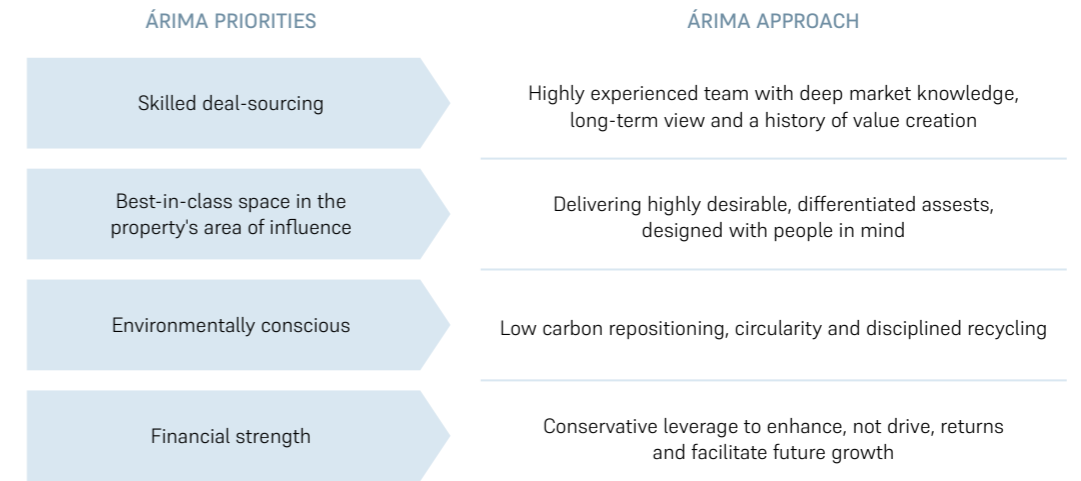 ÁRIMA PRIORITIES
ÁRIMA APPROACH
Skilled deal-sourcing
Highly experienced team with deep market knowledge,
long-term view and a history of value creation
Best-in-class space in the
property's area of influence
Delivering highly desirable, differentiated assests,
designed with people in mind
Environmentally conscious
Low carbon repositioning, circularity and disciplined recycling
Financial strength
Conservative leverage to enhance, not drive, returns
and facilitate future growth